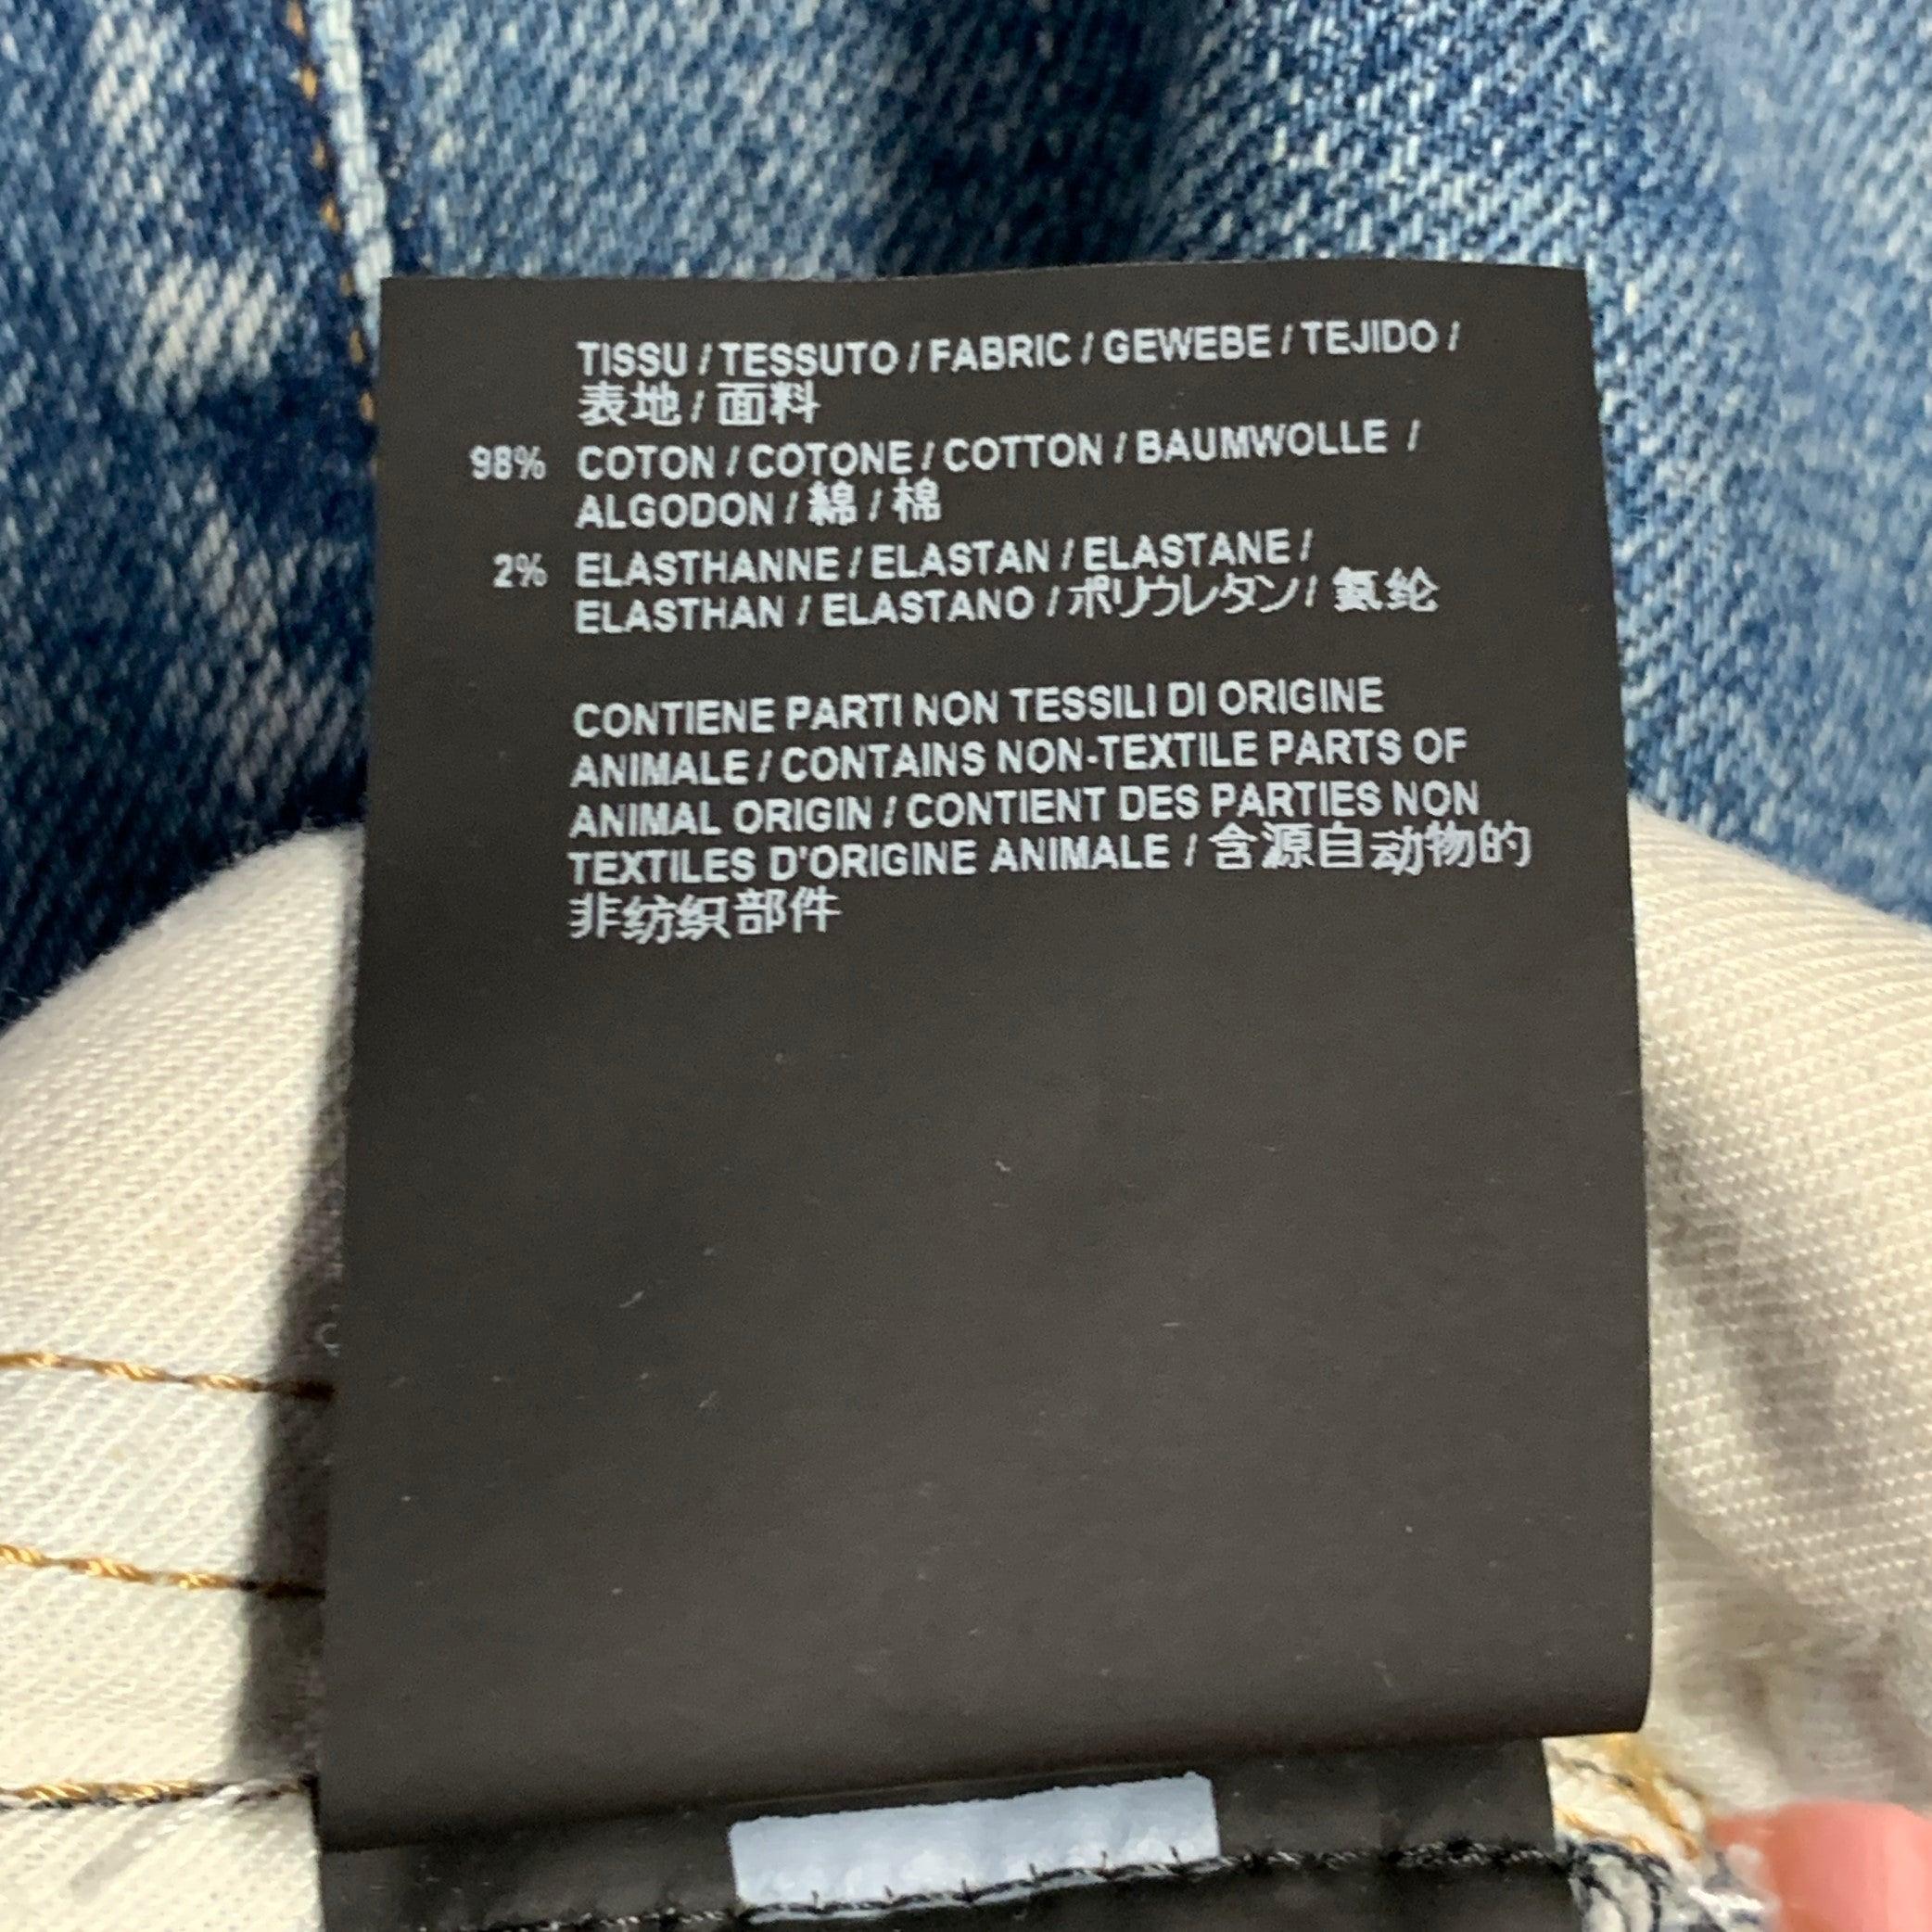 TISSU / TESSUTO / FABRIC / GEWEBE / TEJIDO /
表地 / 面料
98% COTON / COTONE / COTTON / BAUMWOLLE /
ALGODON / 綿 / 棉
2% ELASTHANNE / ELASTAN / ELASTANE /
ELASTHAN / ELASTANO / ポリウレタン / 氨纶
CONTIENE PARTI NON TESSILI DI ORIGINE
ANIMALE / CONTAINS NON-TEXTILE PARTS OF
ANIMAL ORIGIN / CONTIENT DES PARTIES NON
TEXTILES D'ORIGINE ANIMALE / 含源自动物的
非纺织部件